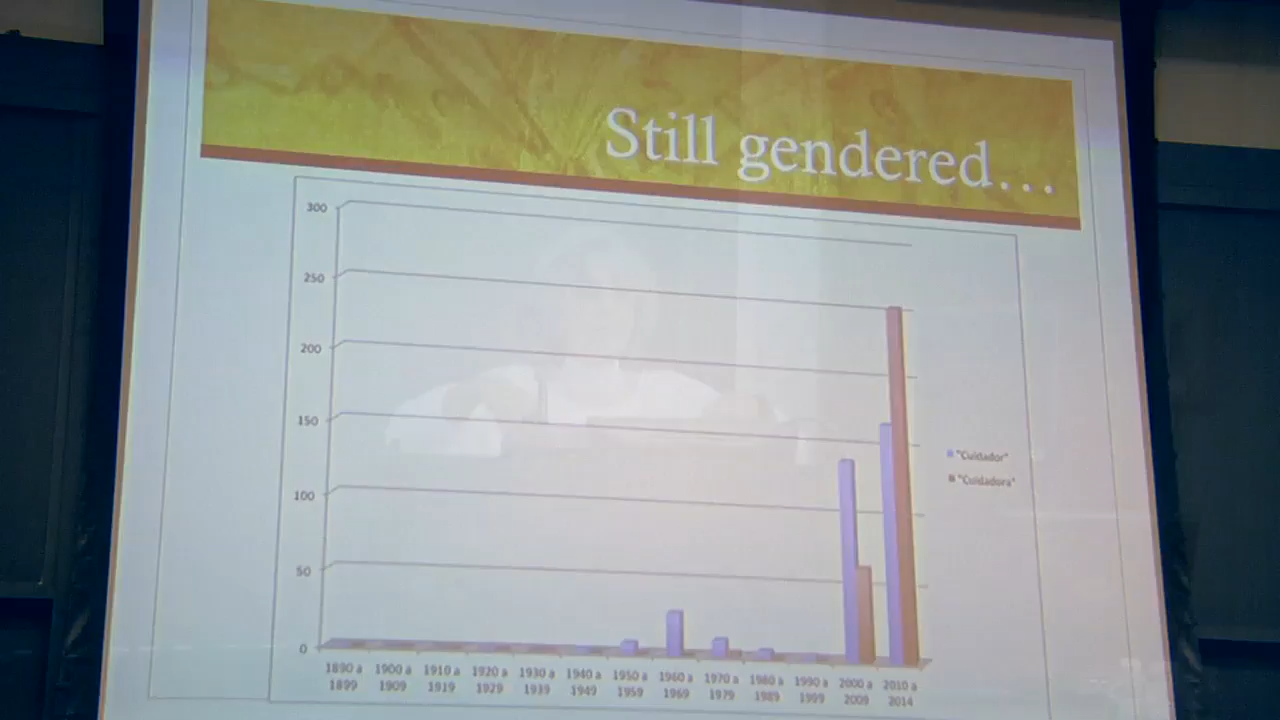 Still gendered...
300
250
200
150
100
50
0
"Cuidador"
"Cuidadora"
1890 a 1900 a 1910 a 1920 a 1930 a 1940 a 1950 a 1960 a 1970 a 1980 a 1990 a 2000 a 2010 a
1899 1909 1919 1929 1939 1949 1959 1969 1979 1989 1999 2009 2014